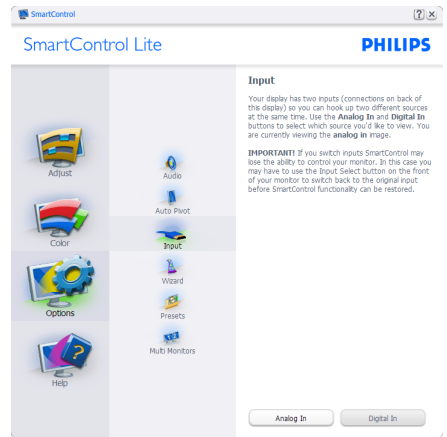 SmartControl
? ×
SmartControl Lite
PHILIPS
Adjust
Color
Options
Help
Audio
Auto Pivot
Input
Wizard
Presets
Multi Monitors
Input
Your display has two inputs (connections on back of
this display) so you can hook up two different sources
at the same time. Use the Analog In and Digital In
buttons to select which source you'd like to view. You
are currently viewing the analog in image.
IMPORTANT! If you switch inputs SmartControl may
lose the ability to control your monitor. In this case you
may have to use the Input Select button on the front
of your monitor to switch back to the original input
before SmartControl functionality can be restored.
Analog In
Digital In